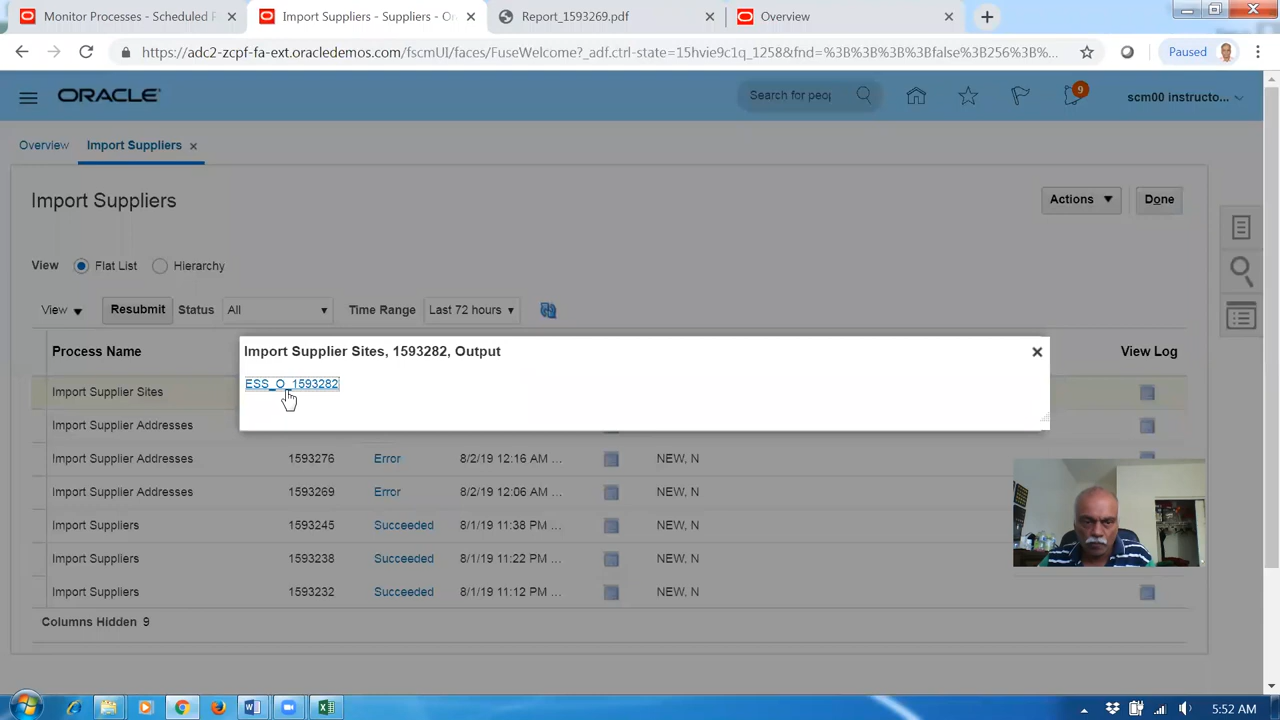 Monitor Processes - Scheduled P
Import Suppliers - Suppliers - Or
Report_1593269.pdf
Overview
https://adc2-zcpf-fa-ext.oracledemos.com/fscmUI/faces/FuseWelcome?_adf.ctrl-state=15hvie9c1q_1258&fnd=%3B%3B%3B%3Bfalse%3B256%3B%...
Paused
ORACLE
Search for peop
9
scm00 instructo...
Overview
Import Suppliers
Import Suppliers
Actions
Done
View
Flat List
Hierarchy
View
Resubmit
Status
All
Time Range
Last 72 hours
Process Name
View Log
Import Supplier Sites, 1593282, Output
ESS_O_1593282
Import Supplier Sites
Import Supplier Addresses
Import Supplier Addresses 1593276 Error 8/2/19 12:16 AM ... NEW, N
Import Supplier Addresses 1593269 Error 8/2/19 12:06 AM ... NEW, N
Import Suppliers 1593245 Succeeded 8/1/19 11:38 PM ... NEW, N
Import Suppliers 1593238 Succeeded 8/1/19 11:22 PM ... NEW, N
Import Suppliers 1593232 Succeeded 8/1/19 11:12 PM ... NEW, N
Columns Hidden 9
5:52 AM